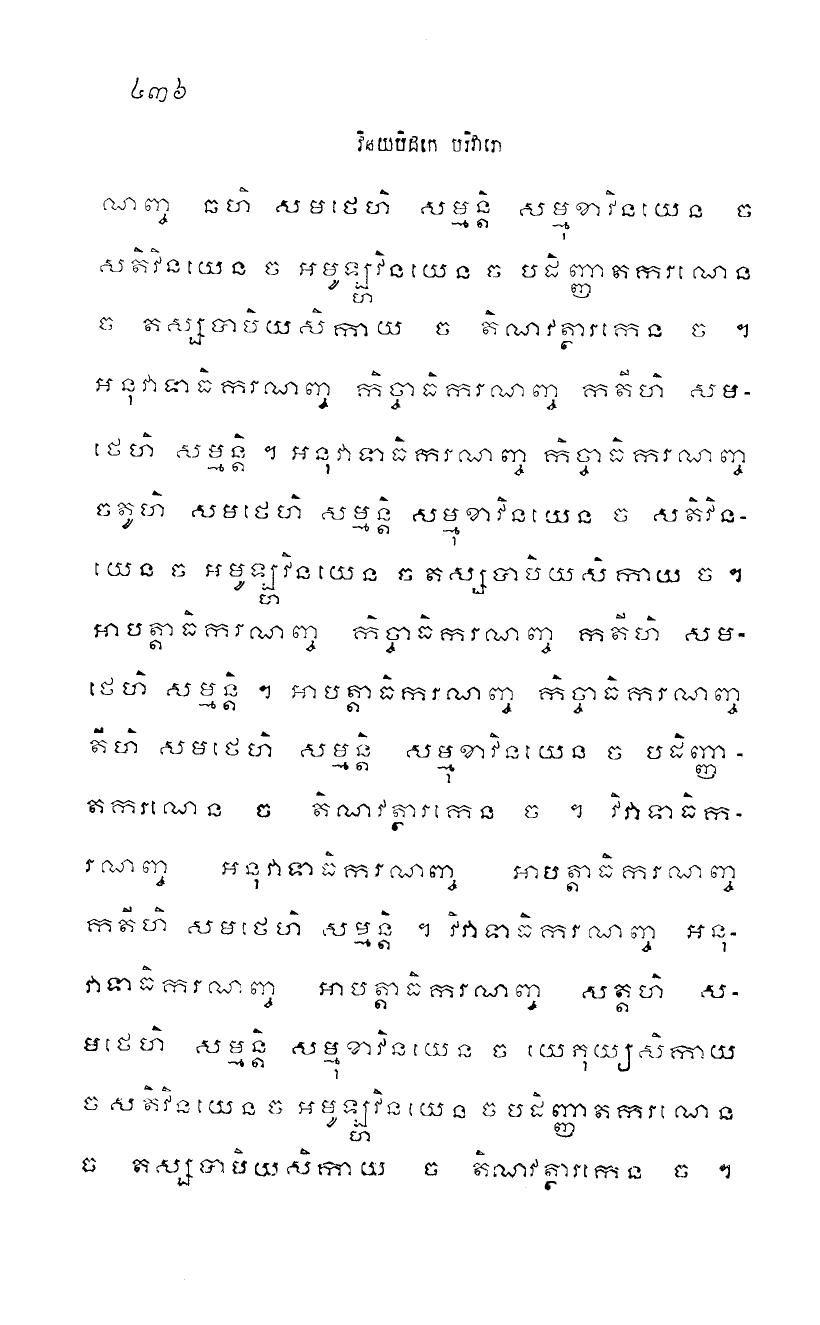 ៤៣៦
វិនយបិដកេ បរិវារោ
ណញ្ច ឆហិ សមថេហិ សម្មន្តិ សម្មុខាវិនយេន ច
សតិវិនយេន ច អមូឡ្ហវិនយេន ច បដិញ្ញាតករណេន
ច តស្សបាបិយសិកាយ ច តិណវត្ថារកេន ច ។
អនុវាទាធិករណញ្ច កិច្ចាធិករណញ្ច កតីហិ សម-
ថេហិ សម្មន្តិ ។ អនុវាទាធិករណញ្ច កិច្ចាធិករណញ្ច
ចតូហិ សមថេហិ សម្មន្តិ សម្មុខាវិនយេន ច សតិវិន-
យេន ច អមូឡ្ហវិនយេន ច តស្សបាបិយសិកាយ ច ។
អាបត្តាធិករណញ្ច កិច្ចាធិករណញ្ច កតីហិ សម-
ថេហិ សម្មន្តិ ។ អាបត្តាធិករណញ្ច កិច្ចាធិករណញ្ច
តីហិ សមថេហិ សម្មន្តិ សម្មុខាវិនយេន ច បដិញ្ញា-
តករណេន ច តិណវត្ថារកេន ច ។ វិវាទាធិក-
រណញ្ច អនុវាទាធិករណញ្ច អាបត្តាធិករណញ្ច
កតីហិ សមថេហិ សម្មន្តិ ។ វិវាទាធិករណញ្ច អនុ-
វាទាធិករណញ្ច អាបត្តាធិករណញ្ច សត្តហិ ស-
មថេហិ សម្មន្តិ សម្មុខាវិនយេន ច យេភុយ្យសិកាយ
ច សតិវិនយេន ច អមូឡ្ហវិនយេន ច បដិញ្ញាតករណេន
ច តស្សបាបិយសិកាយ ច តិណវត្ថារកេន ច ។